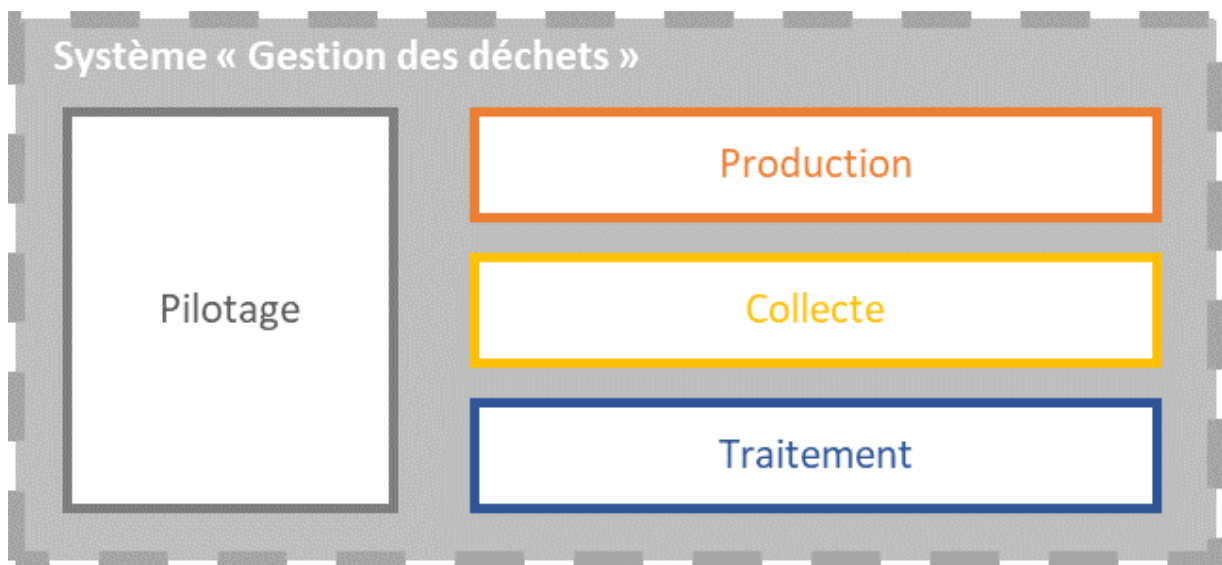 Système « Gestion des déchets »
Pilotage
Production
Collecte
Traitement